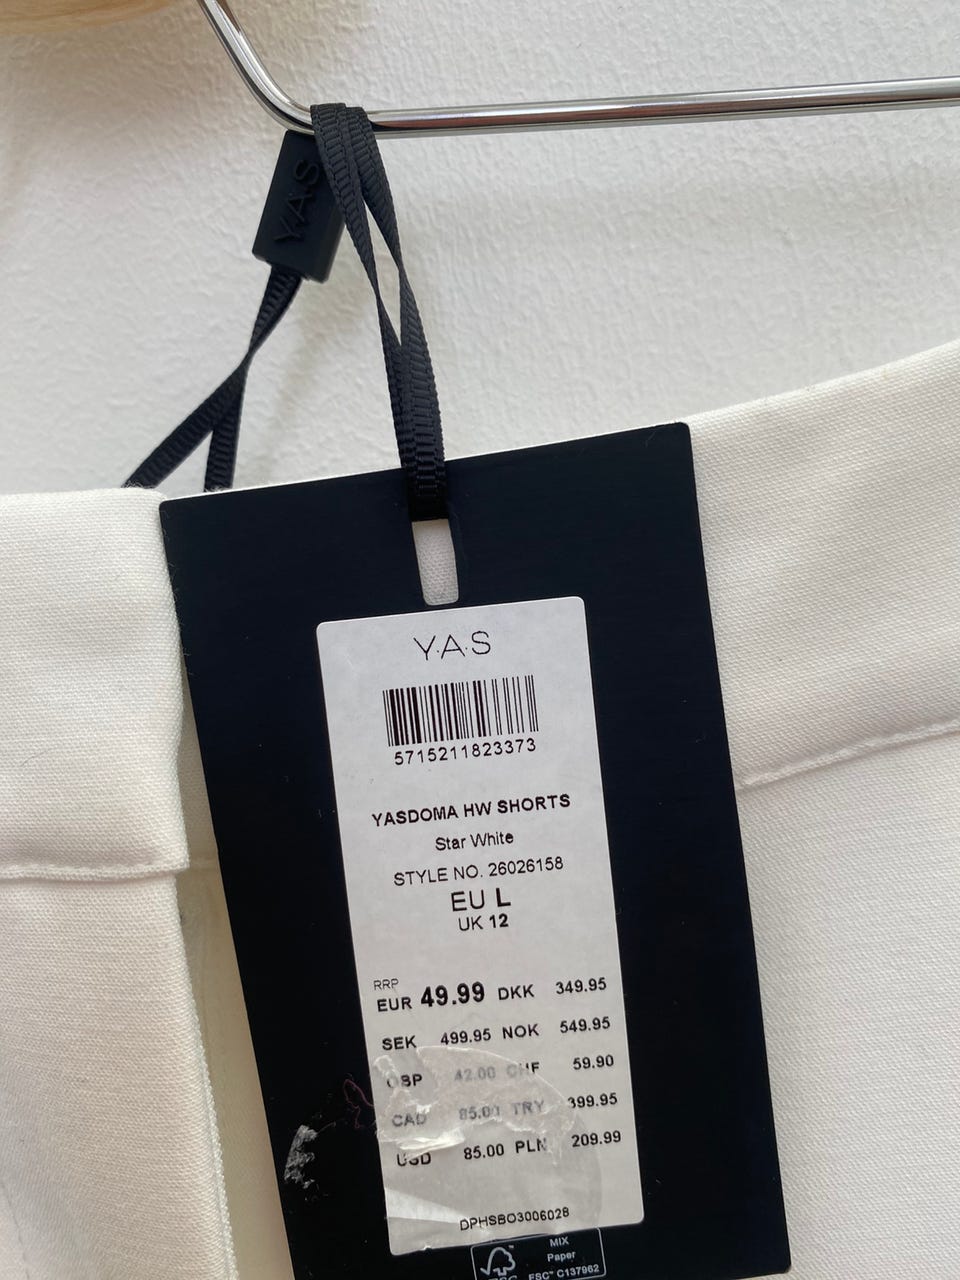 Y.A.S
Y.A.S
5715211823373
YASDOMA HW SHORTS
Star White
STYLE NO. 26026158
EU L
UK 12
RRP
EUR 49.99 DKK 349.95
SEK 499.95 NOK 549.95
GBP 42.00 CHF 59.90
CAD 85.00 TRY 399.95
USD 85.00 PLN 209.99
DPHSBO3006028
FSC
MIX
Paper
FSC™ C137962